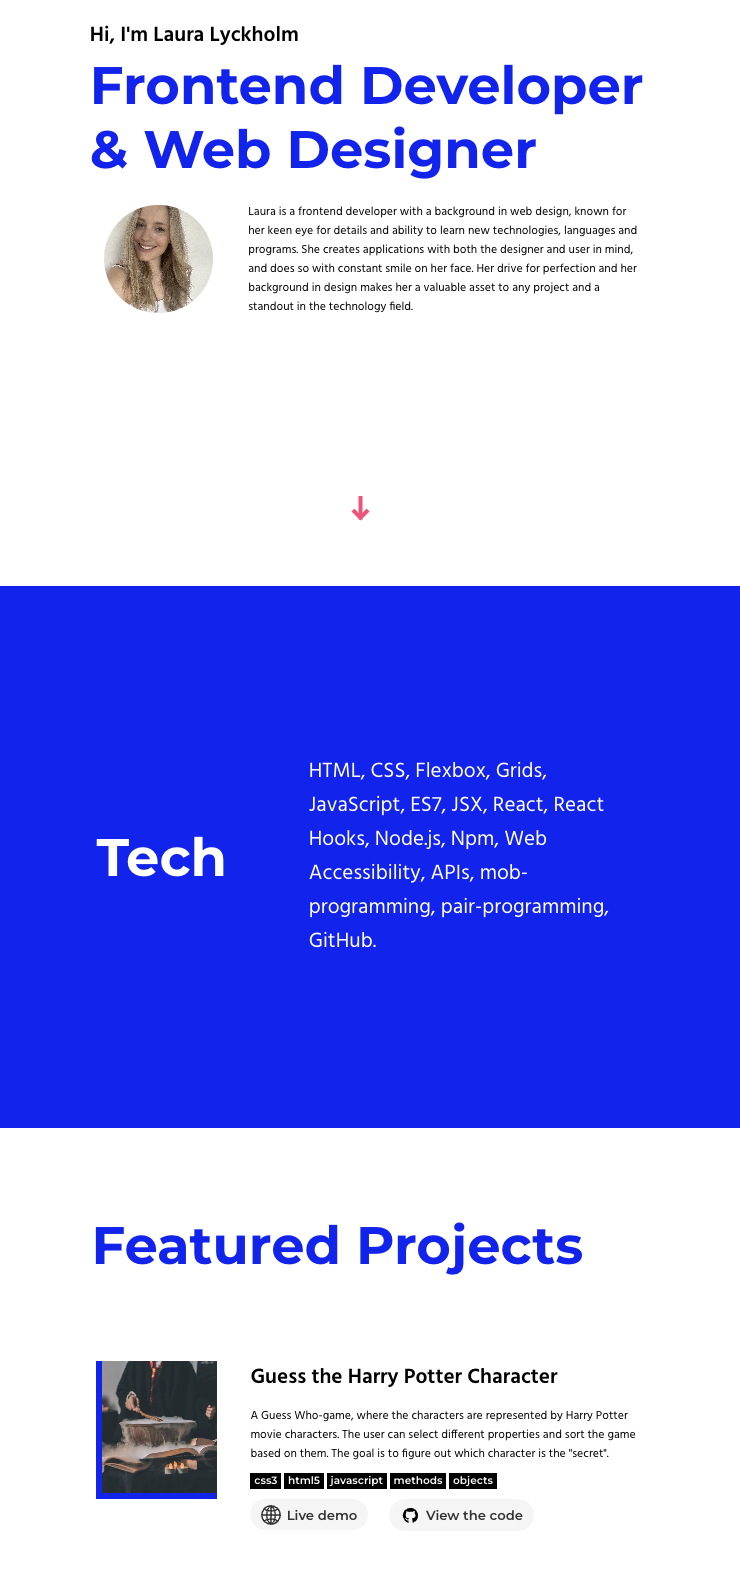 Hi, I'm Laura Lyckholm
Frontend Developer
& Web Designer
Laura is a frontend developer with a background in web design, known for
her keen eye for details and ability to learn new technologies, languages and
programs. She creates applications with both the designer and user in mind,
and does so with constant smile on her face. Her drive for perfection and her
background in design makes her a valuable asset to any project and a
standout in the technology field.
Tech
HTML, CSS, Flexbox, Grids,
JavaScript, ES7, JSX, React, React
Hooks, Node.js, Npm, Web
Accessibility, APIs, mob-
programming, pair-programming,
GitHub.
Featured Projects
Guess the Harry Potter Character
A Guess Who-game, where the characters are represented by Harry Potter
movie characters. The user can select different properties and sort the game
based on them. The goal is to figure out which character is the "secret".
css3 html5 javascript methods objects
Live demo View the code